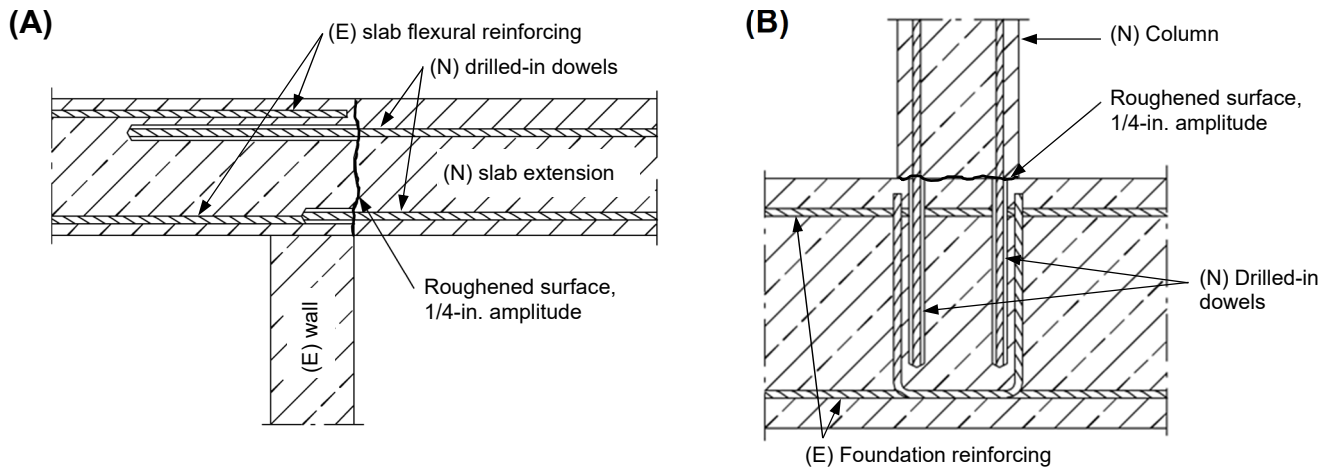 (A)
(E) slab flexural reinforcing
(N) drilled-in dowels
(N) slab extension
Roughened surface,
1/4-in. amplitude
(E) wall
(B)
(N) Column
Roughened surface,
1/4-in. amplitude
(N) Drilled-in
dowels
(E) Foundation reinforcing